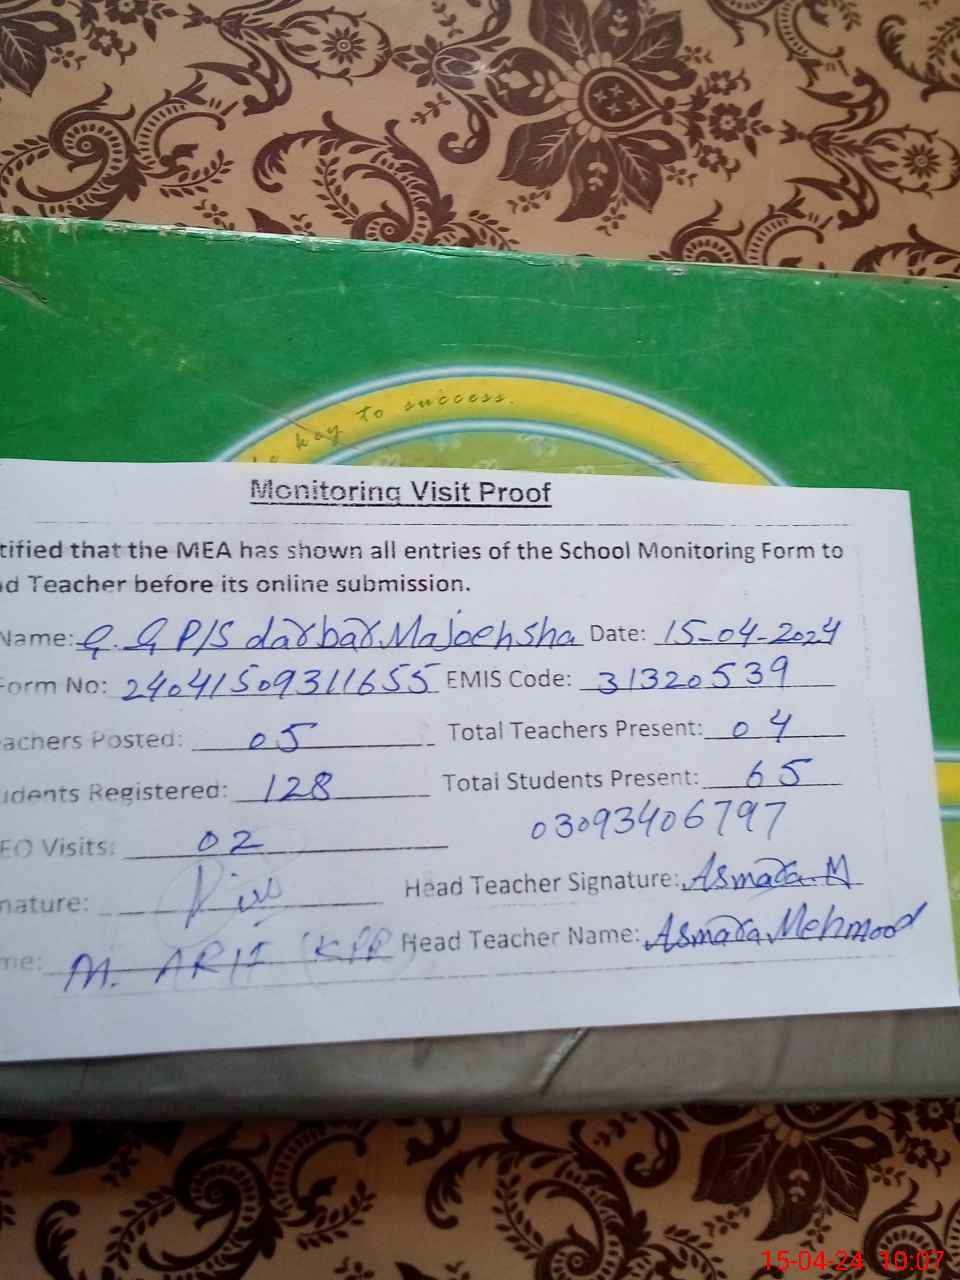 key to success.
Monitoring Visit Proof
tified that the MEA has shown all entries of the School Monitoring Form to
d Teacher before its online submission.
Name: G.GP/S darbar Majoehsha Date: 15-04-2024
Form No: 24041509311655 EMIS Code: 31320539
achers Posted: 05 Total Teachers Present: 04
udents Registered: 128 Total Students Present: 65
03093406797
EO Visits: 02
nature: Head Teacher Signature: Asmara.M
me: M. ARIF Head Teacher Name: Asmara Mehmood
15-04-24 10:07